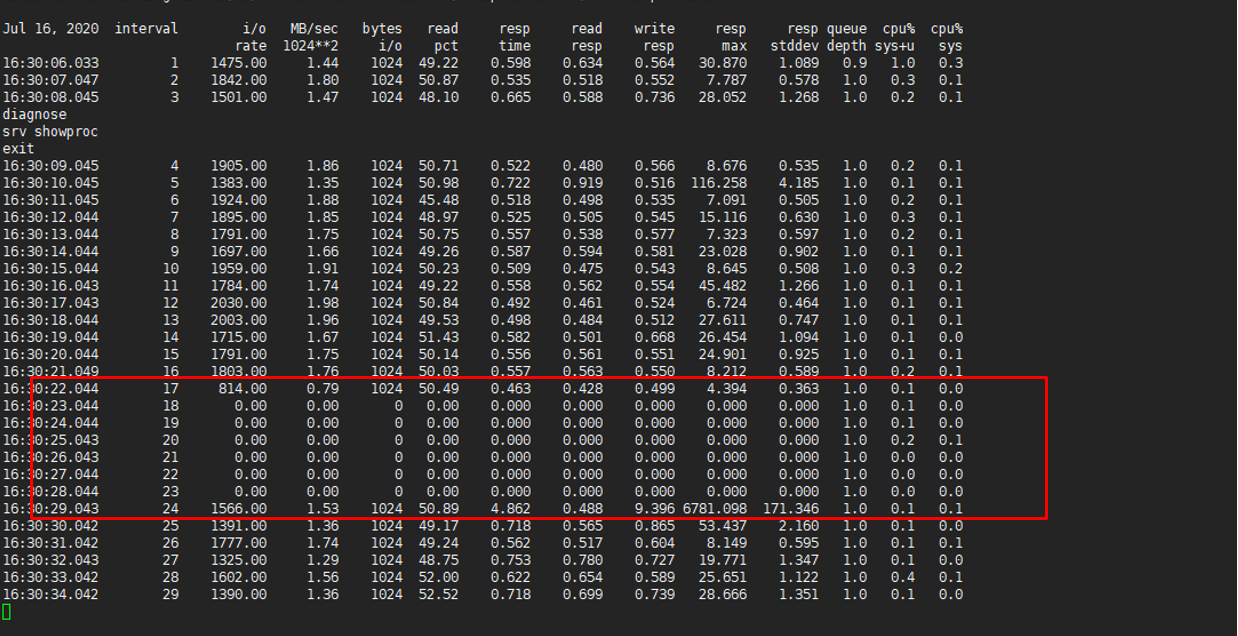 Jul 16, 2020 interval i/o MB/sec bytes read resp read write resp resp queue cpu% cpu%
rate 1024**2 i/o pct time resp resp max stddev depth sys+u sys
16:30:06.033 1 1475.00 1.44 1024 49.22 0.598 0.634 0.564 30.870 1.089 0.9 1.0 0.3
16:30:07.047 2 1842.00 1.80 1024 50.87 0.535 0.518 0.552 7.787 0.578 1.0 0.3 0.1
16:30:08.045 3 1501.00 1.47 1024 48.10 0.665 0.588 0.736 28.052 1.268 1.0 0.2 0.1
diagnose
srv showproc
exit
16:30:09.045 4 1905.00 1.86 1024 50.71 0.522 0.480 0.566 8.676 0.535 1.0 0.2 0.1
16:30:10.045 5 1383.00 1.35 1024 50.98 0.722 0.919 0.516 116.258 4.185 1.0 0.1 0.1
16:30:11.045 6 1924.00 1.88 1024 45.48 0.518 0.498 0.535 7.091 0.505 1.0 0.2 0.1
16:30:12.044 7 1895.00 1.85 1024 48.97 0.525 0.505 0.545 15.116 0.630 1.0 0.3 0.1
16:30:13.044 8 1791.00 1.75 1024 50.75 0.557 0.538 0.577 7.323 0.597 1.0 0.2 0.1
16:30:14.044 9 1697.00 1.66 1024 49.26 0.587 0.594 0.581 23.028 0.902 1.0 0.1 0.1
16:30:15.044 10 1959.00 1.91 1024 50.23 0.509 0.475 0.543 8.645 0.508 1.0 0.3 0.2
16:30:16.043 11 1784.00 1.74 1024 49.22 0.558 0.562 0.554 45.482 1.266 1.0 0.1 0.1
16:30:17.043 12 2030.00 1.98 1024 50.84 0.492 0.461 0.524 6.724 0.464 1.0 0.1 0.1
16:30:18.044 13 2003.00 1.96 1024 49.53 0.498 0.484 0.512 27.611 0.747 1.0 0.1 0.1
16:30:19.044 14 1715.00 1.67 1024 51.43 0.582 0.501 0.668 26.454 1.094 1.0 0.1 0.0
16:30:20.044 15 1791.00 1.75 1024 50.14 0.556 0.561 0.551 24.901 0.925 1.0 0.1 0.1
16:30:21.049 16 1803.00 1.76 1024 50.03 0.557 0.563 0.550 8.212 0.589 1.0 0.2 0.1
16:30:22.044 17 814.00 0.79 1024 50.49 0.463 0.428 0.499 4.394 0.363 1.0 0.1 0.0
16:30:23.044 18 0.00 0.00 0 0.00 0.000 0.000 0.000 0.000 0.000 1.0 0.1 0.0
16:30:24.044 19 0.00 0.00 0 0.00 0.000 0.000 0.000 0.000 0.000 1.0 0.1 0.0
16:30:25.043 20 0.00 0.00 0 0.00 0.000 0.000 0.000 0.000 0.000 1.0 0.2 0.1
16:30:26.043 21 0.00 0.00 0 0.00 0.000 0.000 0.000 0.000 0.000 1.0 0.0 0.0
16:30:27.044 22 0.00 0.00 0 0.00 0.000 0.000 0.000 0.000 0.000 1.0 0.0 0.0
16:30:28.044 23 0.00 0.00 0 0.00 0.000 0.000 0.000 0.000 0.000 1.0 0.0 0.0
16:30:29.043 24 1566.00 1.53 1024 50.89 4.862 0.488 9.396 6781.098 171.346 1.0 0.1 0.1
16:30:30.042 25 1391.00 1.36 1024 49.17 0.718 0.565 0.865 53.437 2.160 1.0 0.1 0.0
16:30:31.042 26 1777.00 1.74 1024 49.24 0.562 0.517 0.604 8.149 0.595 1.0 0.1 0.1
16:30:32.043 27 1325.00 1.29 1024 48.75 0.753 0.780 0.727 19.771 1.347 1.0 0.1 0.0
16:30:33.042 28 1602.00 1.56 1024 52.00 0.622 0.654 0.589 25.651 1.122 1.0 0.4 0.1
16:30:34.042 29 1390.00 1.36 1024 52.52 0.718 0.699 0.739 28.666 1.351 1.0 0.1 0.0